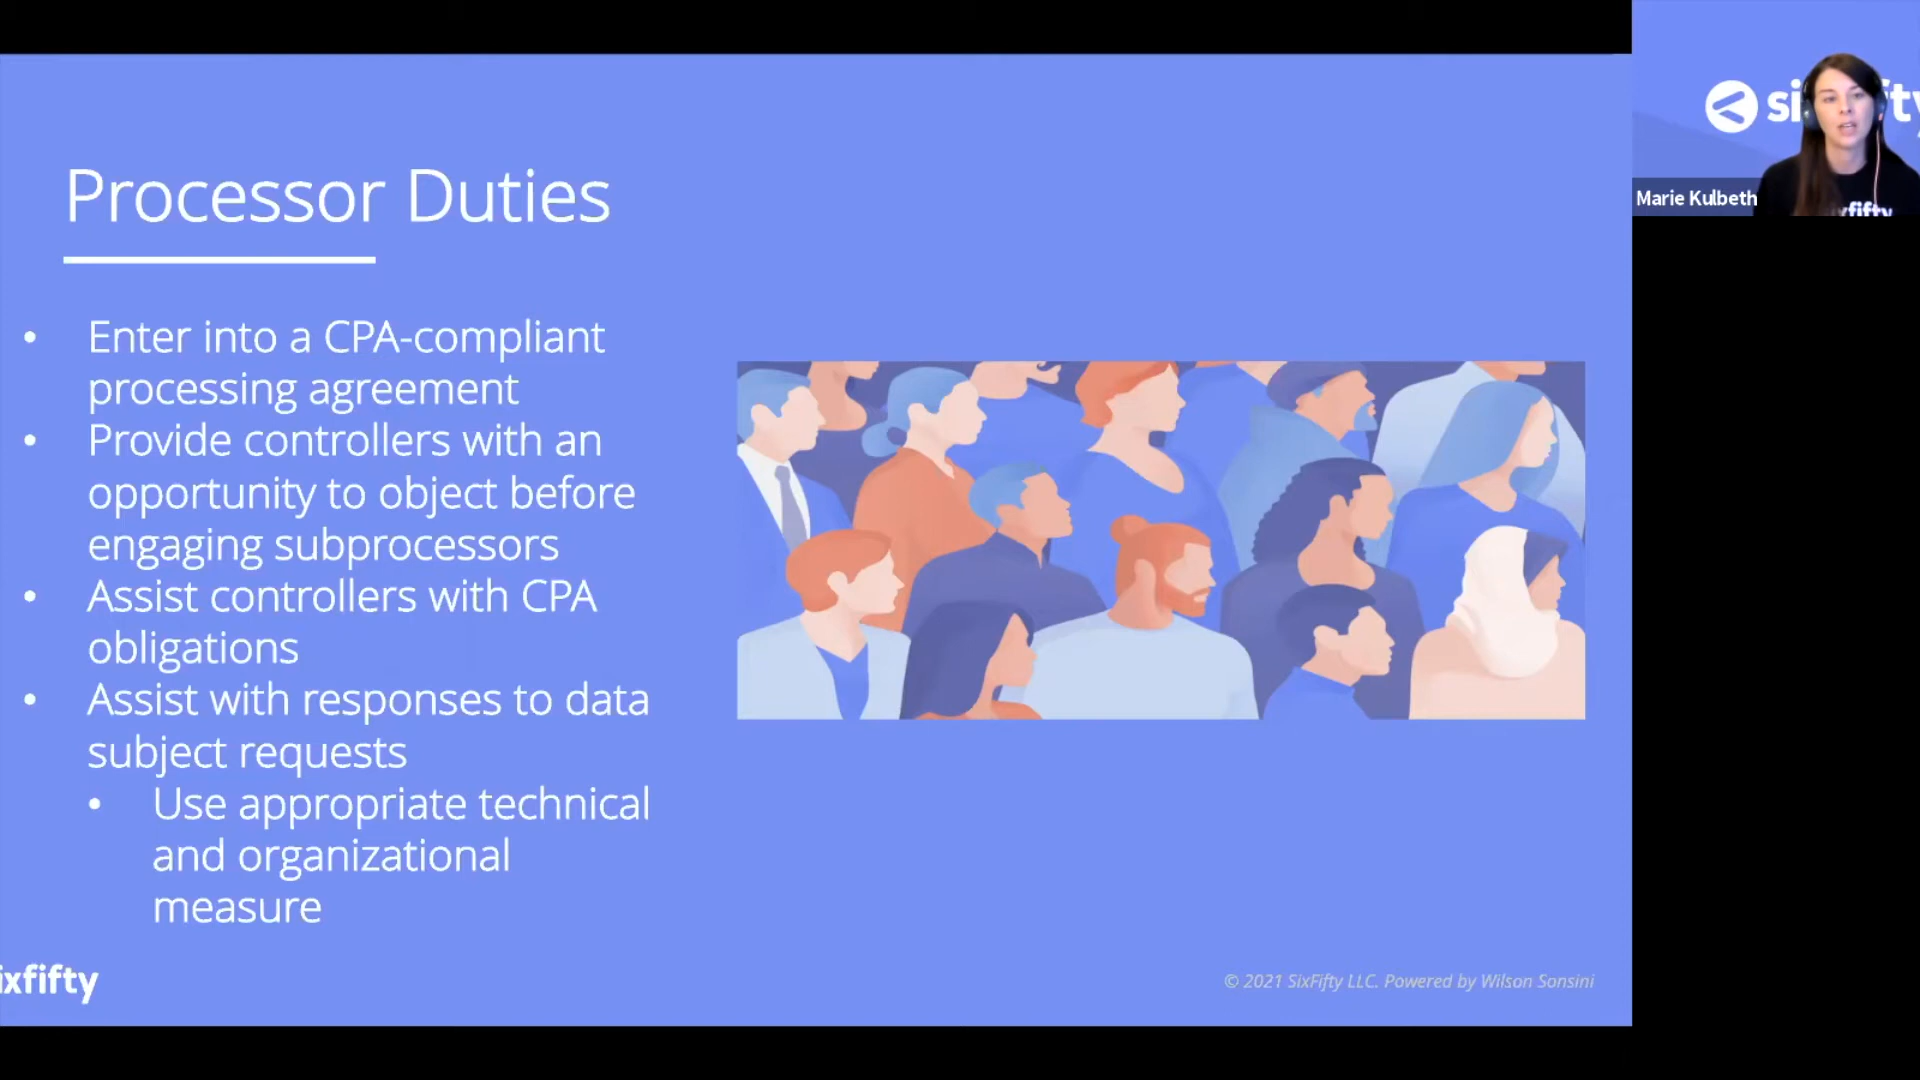 Processor Duties
• Enter into a CPA-compliant
processing agreement
• Provide controllers with an
opportunity to object before
engaging subprocessors
• Assist controllers with CPA
obligations
• Assist with responses to data
subject requests
• Use appropriate technical
and organizational
measure
ixfifty
© 2021 SixFifty LLC. Powered by Wilson Sonsini
Marie Kulbeth